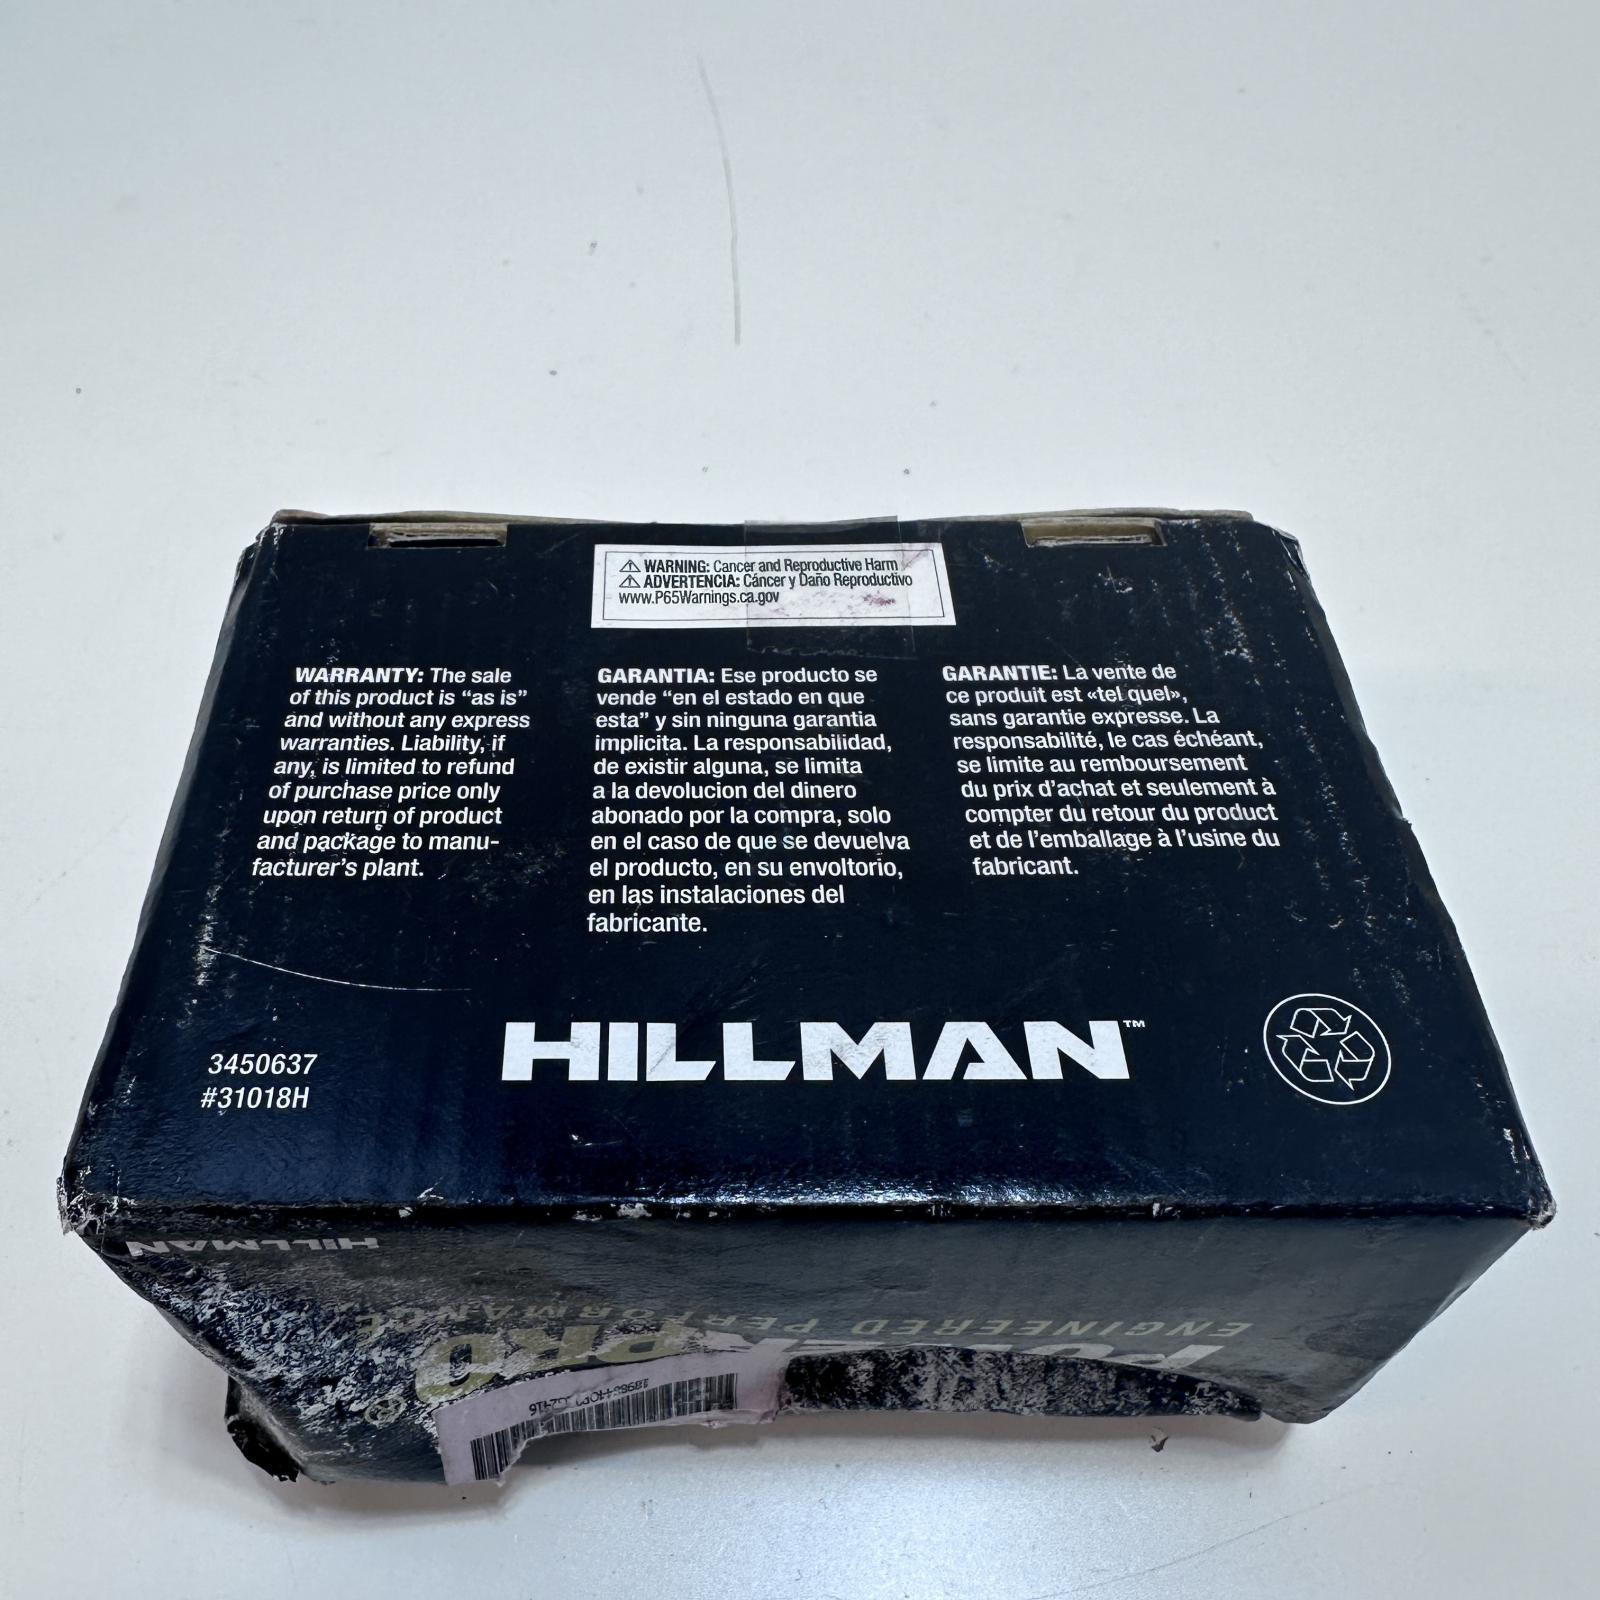 ⚠ WARNING: Cancer and Reproductive Harm
⚠ ADVERTENCIA: Cáncer y Daño Reproductivo
www.P65Warnings.ca.gov
WARRANTY: The sale
of this product is “as is”
and without any express
warranties. Liability, if
any, is limited to refund
of purchase price only
upon return of product
and package to manu-
facturer’s plant.
GARANTIA: Ese producto se
vende “en el estado en que
esta” y sin ninguna garantia
implicita. La responsabilidad,
de existir alguna, se limita
a la devolucion del dinero
abonado por la compra, solo
en el caso de que se devuelva
el producto, en su envoltorio,
en las instalaciones del
fabricante.
GARANTIE: La vente de
ce produit est «tel quel»,
sans garantie expresse. La
responsabilité, le cas échéant,
se limite au remboursement
du prix d’achat et seulement à
compter du retour du product
et de l’emballage à l’usine du
fabricant.
3450637
#31018H
HILLMAN™
HILLMAN
ENGINEERED PERFORMANCE
PRO®